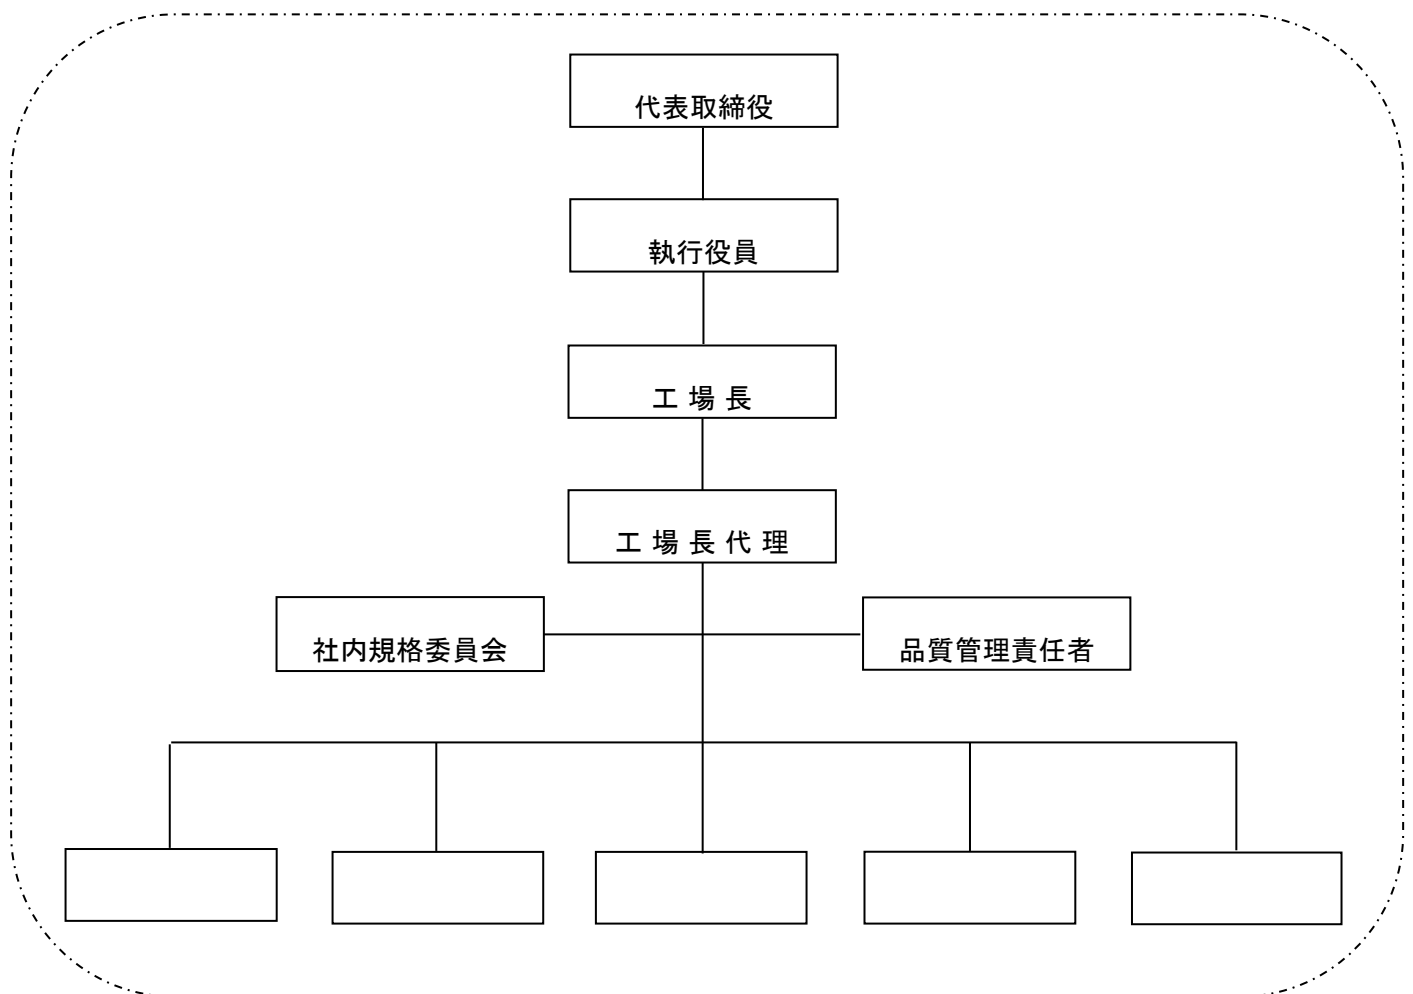 代表取締役
執行役員
工 場 長
工 場 長 代 理
社内規格委員会
品質管理責任者